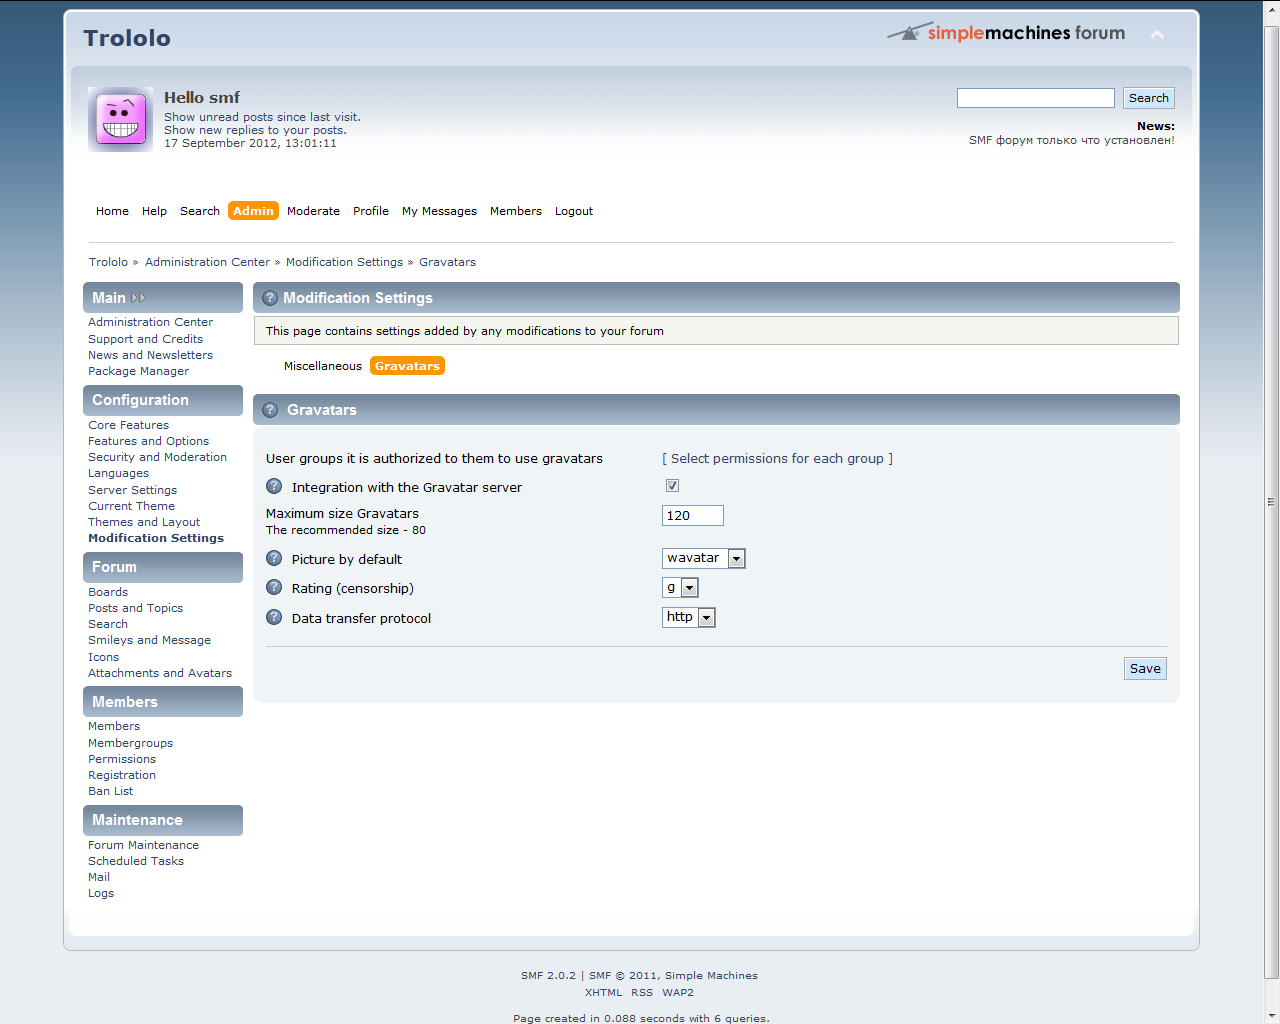 Trololo
simplemachines forum
Hello smf
Show unread posts since last visit.
Show new replies to your posts.
17 September 2012, 13:01:11
Search
News:
SMF форум только что установлен!
Home Help Search Admin Moderate Profile My Messages Members Logout
Trololo » Administration Center » Modification Settings » Gravatars
Main
Administration Center
Support and Credits
News and Newsletters
Package Manager
Configuration
Core Features
Features and Options
Security and Moderation
Languages
Server Settings
Current Theme
Themes and Layout
Modification Settings
Forum
Boards
Posts and Topics
Search
Smileys and Message
Icons
Attachments and Avatars
Members
Members
Membergroups
Permissions
Registration
Ban List
Maintenance
Forum Maintenance
Scheduled Tasks
Mail
Logs
? Modification Settings
This page contains settings added by any modifications to your forum
Miscellaneous Gravatars
? Gravatars
User groups it is authorized to them to use gravatars [ Select permissions for each group ]
? Integration with the Gravatar server
Maximum size Gravatars 120
The recommended size - 80
? Picture by default wavatar
? Rating (censorship) g
? Data transfer protocol http
Save
SMF 2.0.2 | SMF © 2011, Simple Machines
XHTML RSS WAP2
Page created in 0.088 seconds with 6 queries.